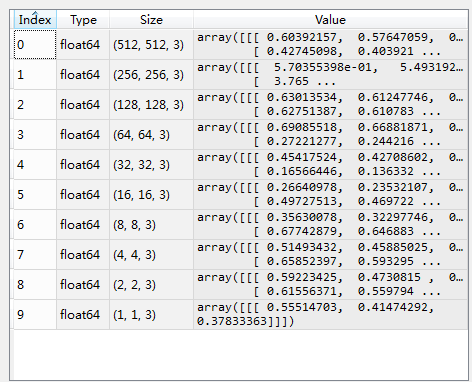 Index Type Size Value
0 float64 (512, 512, 3) array([[[ 0.60392157, 0.57647059, 0...
[ 0.42745098, 0.403921 ...
1 float64 (256, 256, 3) array([[[ 5.70355398e-01, 5.493192...
[ 3.765 ...
2 float64 (128, 128, 3) array([[[ 0.63013534, 0.61247746, 0...
[ 0.62751387, 0.610783 ...
3 float64 (64, 64, 3) array([[[ 0.69085518, 0.66881871, 0...
[ 0.27221277, 0.244216 ...
4 float64 (32, 32, 3) array([[[ 0.45417524, 0.42708602, 0...
[ 0.16566446, 0.136332 ...
5 float64 (16, 16, 3) array([[[ 0.26640978, 0.23532107, 0...
[ 0.49727513, 0.469722 ...
6 float64 (8, 8, 3) array([[[ 0.35630078, 0.32297746, 0...
[ 0.67742879, 0.646883 ...
7 float64 (4, 4, 3) array([[[ 0.51493432, 0.45885025, 0...
[ 0.65852397, 0.593295 ...
8 float64 (2, 2, 3) array([[[ 0.59223425, 0.4730815 , 0...
[ 0.61556371, 0.559794 ...
9 float64 (1, 1, 3) array([[[ 0.55514703, 0.41474292,
0.37833363]]])